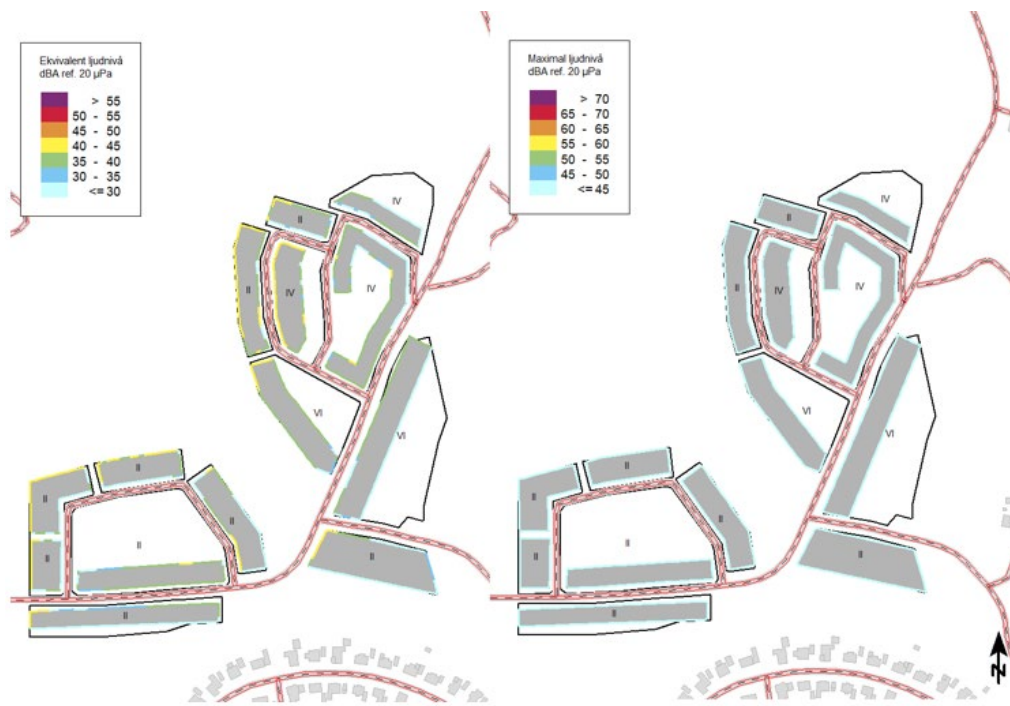 Ekvivalent ljudnivå
dBA ref. 20 µPa
> 55
50 - 55
45 - 50
40 - 45
35 - 40
30 - 35
<= 30
IV
II
II
IV
IV
VI
VI
II
II
II
II
II
II
II
Maximal ljudnivå
dBA ref. 20 µPa
> 70
65 - 70
60 - 65
55 - 60
50 - 55
45 - 50
<= 45
IV
II
II
IV
IV
VI
VI
II
II
II
II
II
II
II
N